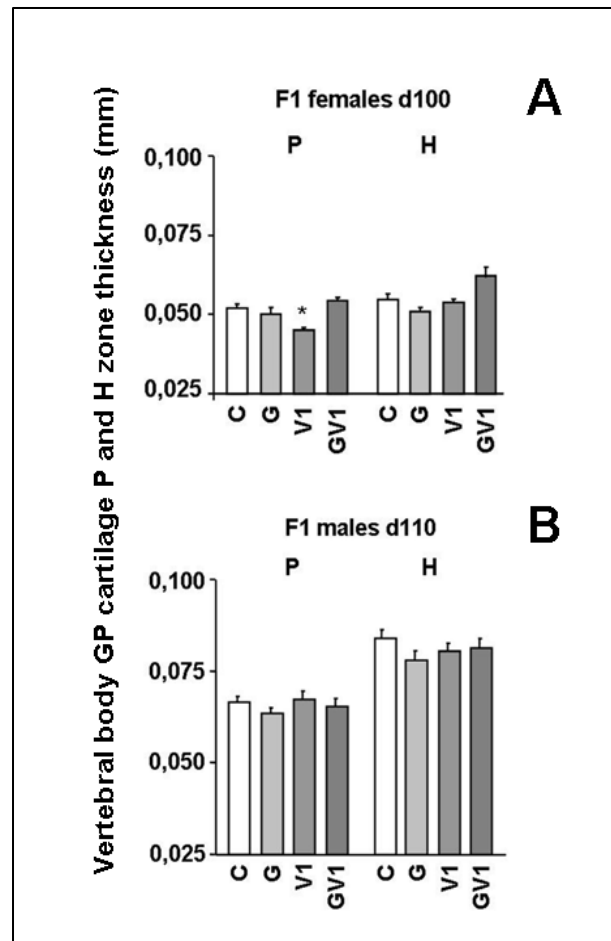 Vertebral body GP cartilage P and H zone thickness (mm)
A
F1 females d100
P H
0,100
0,075
0,050
0,025
*
C G V1 GV1 C G V1 GV1
B
F1 males d110
P H
0,100
0,075
0,050
0,025
C G V1 GV1 C G V1 GV1